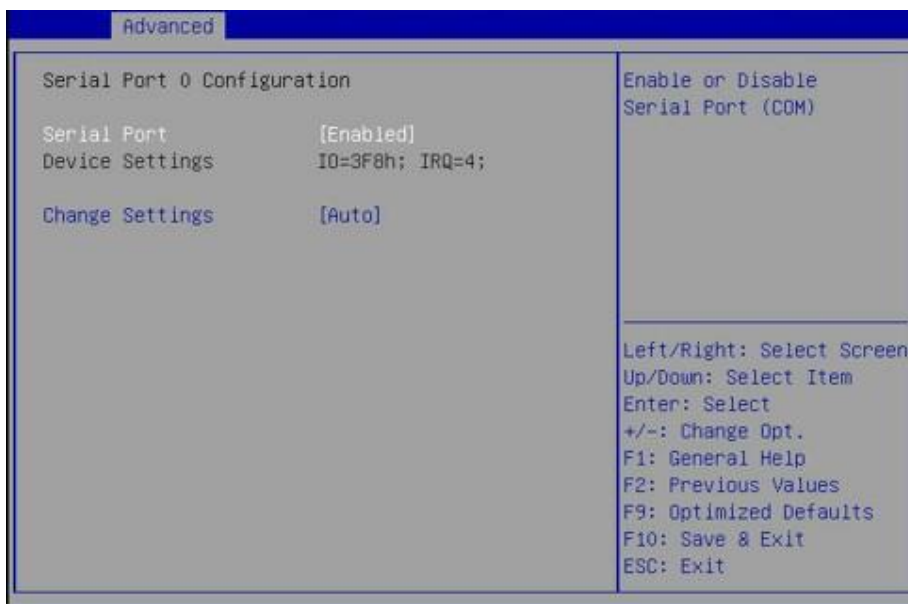 Advanced
Serial Port 0 Configuration
Serial Port [Enabled]
Device Settings IO=3F8h; IRQ=4;
Change Settings [Auto]
Enable or Disable
Serial Port (COM)
Left/Right: Select Screen
Up/Down: Select Item
Enter: Select
+/-: Change Opt.
F1: General Help
F2: Previous Values
F9: Optimized Defaults
F10: Save & Exit
ESC: Exit